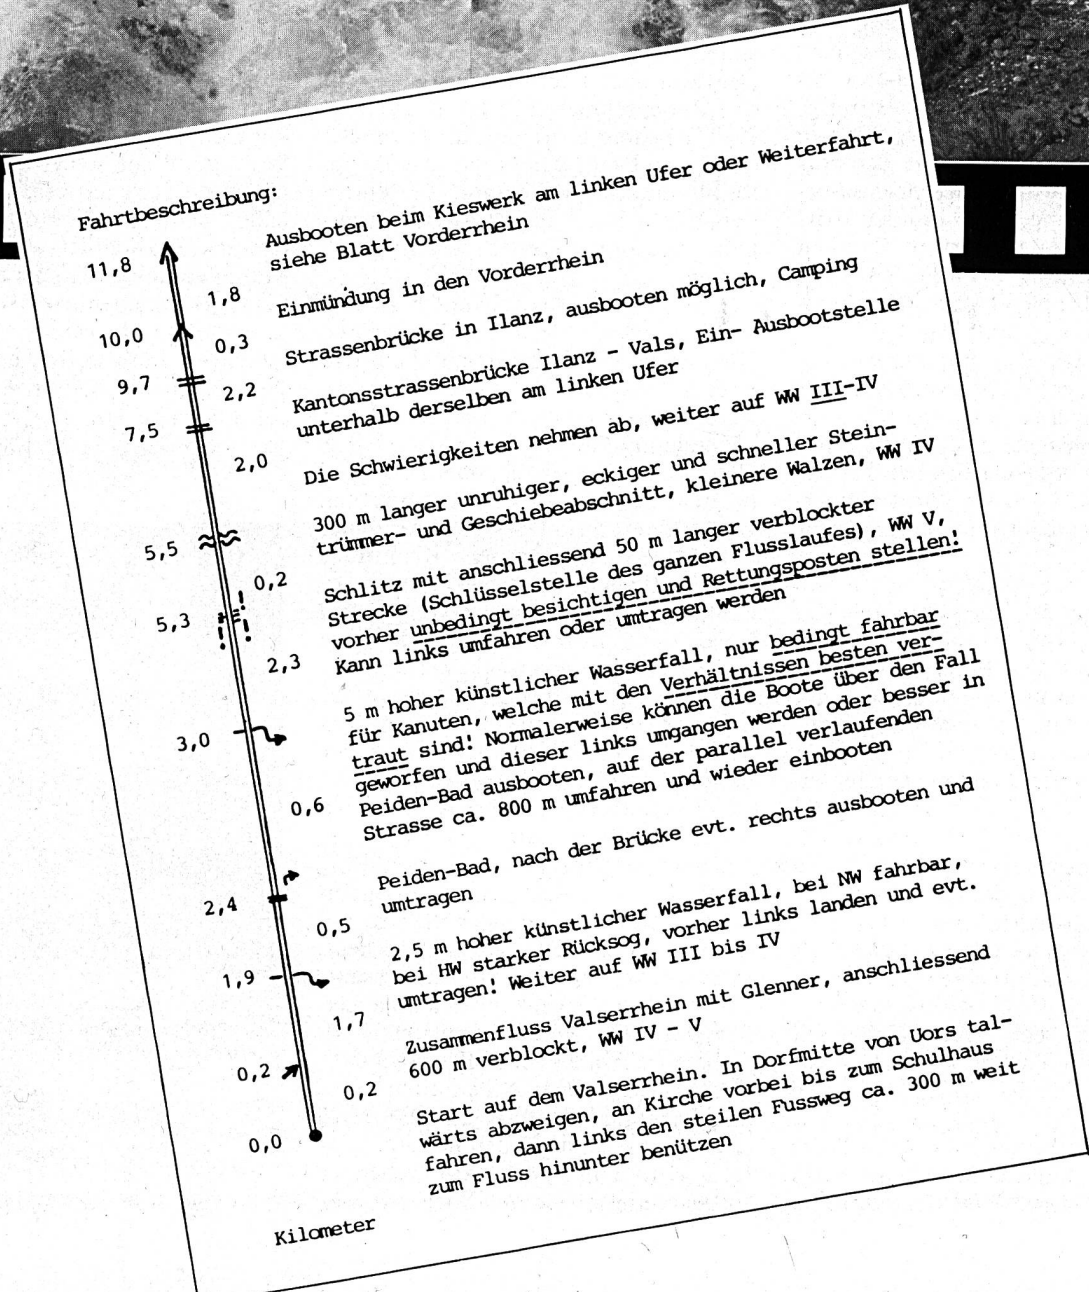 Fahrtbeschreibung:
11,8
Ausbooten beim Kieswerk am linken Ufer oder Weiterfahrt,
siehe Blatt Vorderrhein
1,8
10,0
Einmündung in den Vorderrhein
0,3
9,7
Strassenbrücke in Ilanz, ausbooten möglich, Camping
2,2
7,5
Kantonsstrassenbrücke Ilanz - Vals, Ein- Ausbootstelle
unterhalb derselben am linken Ufer
2,0
Die Schwierigkeiten nehmen ab, weiter auf WW III-IV
5,5
300 m langer unruhiger, eckiger und schneller Stein-
trümmer- und Geschiebeabschnitt, kleinere Walzen, WW IV
0,2
5,3
Schlitz mit anschliessend 50 m langer verblockter
Strecke (Schlüsselstelle des ganzen Flusslaufes), WW V,
vorher unbedingt besichtigen und Rettungsposten stellen!
Kann links umfahren oder umtragen werden
2,3
3,0
5 m hoher künstlicher Wasserfall, nur bedingt fahrbar
für Kanuten, welche mit den Verhältnissen besten ver-
traut sind! Normalerweise können die Boote über den Fall
geworfen und dieser links umgangen werden oder besser in
Peiden-Bad ausbooten, auf der parallel verlaufenden
Strasse ca. 800 m umfahren und wieder einbooten
0,6
2,4
Peiden-Bad, nach der Brücke evt. rechts ausbooten und
umtragen
0,5
1,9
2,5 m hoher künstlicher Wasserfall, bei NW fahrbar,
bei HW starker Rücksog, vorher links landen und evt.
umtragen! Weiter auf WW III bis IV
1,7
0,2
Zusammenfluss Valserrhein mit Glenner, anschliessend
600 m verblockt, WW IV - V
0,2
0,0
Start auf dem Valserrhein. In Dorfmitte von Uors tal-
wärts abzweigen, an Kirche vorbei bis zum Schulhaus
fahren, dann links den steilen Fussweg ca. 300 m weit
zum Fluss hinunter benützen
Kilometer